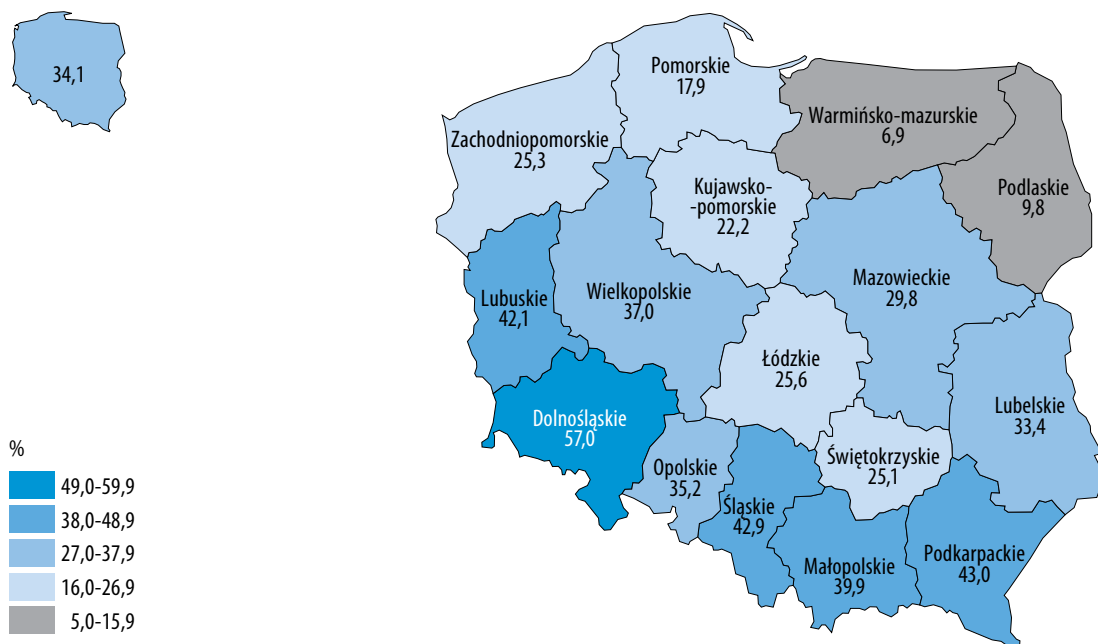 34,1
Pomorskie
17,9
Warmińsko-mazurskie
6,9
Zachodniopomorskie
25,3
Podlaskie
9,8
Kujawsko-
-pomorskie
22,2
Mazowieckie
29,8
Lubuskie
42,1
Wielkopolskie
37,0
Łódzkie
25,6
Dolnośląskie
57,0
Lubelskie
33,4
Opolskie
35,2
Świętokrzyskie
25,1
Śląskie
42,9
Małopolskie
39,9
Podkarpackie
43,0
%
49,0-59,9
38,0-48,9
27,0-37,9
16,0-26,9
5,0-15,9